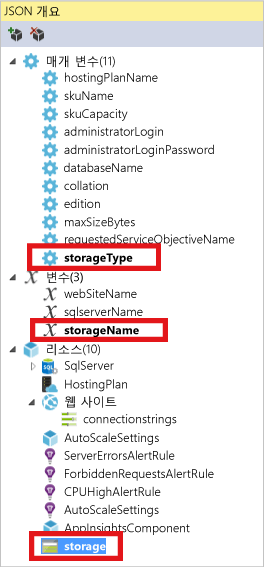 JSON 개요
매개 변수(11)
hostingPlanName
skuName
skuCapacity
administratorLogin
administratorLoginPassword
databaseName
collation
edition
maxSizeBytes
requestedServiceObjectiveName
storageType
변수(3)
webSiteName
sqlserverName
storageName
리소스(10)
SqlServer
HostingPlan
웹 사이트
connectionstrings
AutoScaleSettings
ServerErrorsAlertRule
ForbiddenRequestsAlertRule
CPUHighAlertRule
AutoScaleSettings
AppInsightsComponent
storage